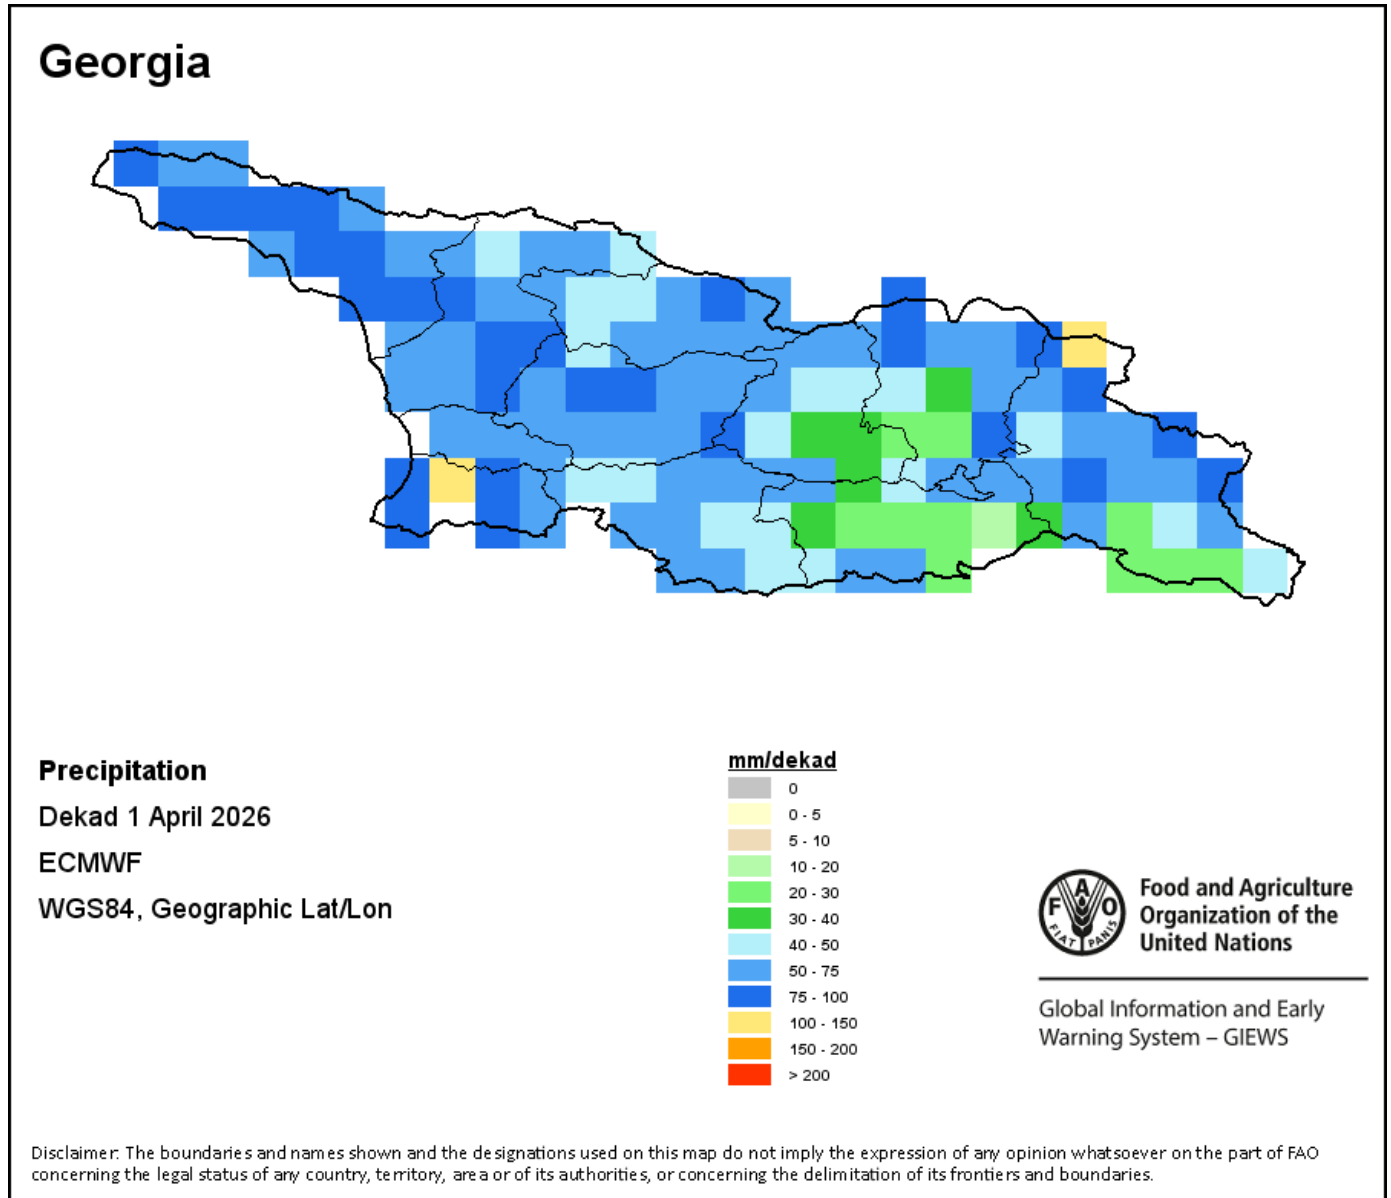 Georgia
Precipitation
Dekad 1 April 2026
ECMWF
WGS84, Geographic Lat/Lon
mm/dekad
0
0 - 5
5 - 10
10 - 20
20 - 30
30 - 40
40 - 50
50 - 75
75 - 100
100 - 150
150 - 200
> 200
F A O
FIAT PANIS
Food and Agriculture
Organization of the
United Nations
Global Information and Early
Warning System – GIEWS
Disclaimer: The boundaries and names shown and the designations used on this map do not imply the expression of any opinion whatsoever on the part of FAO
concerning the legal status of any country, territory, area or of its authorities, or concerning the delimitation of its frontiers and boundaries.